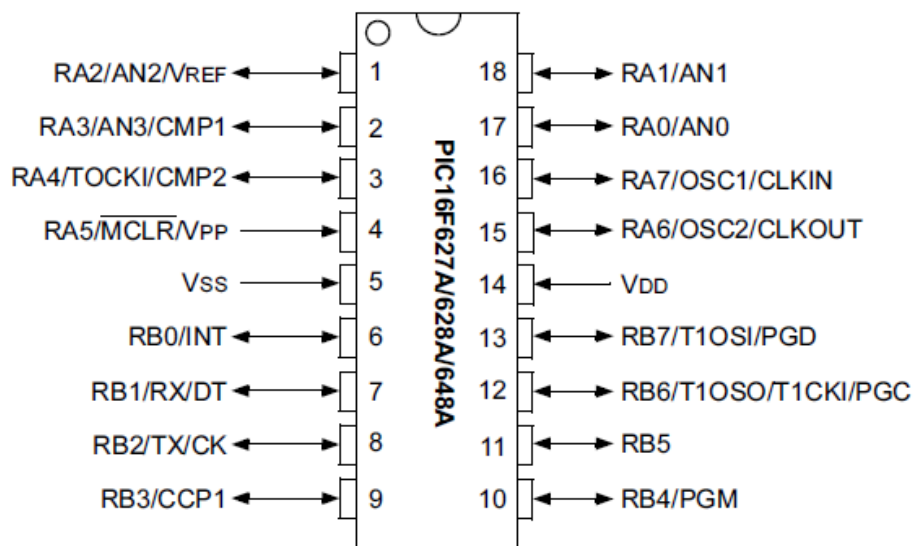 RA2/AN2/VREF 1 18 RA1/AN1
RA3/AN3/CMP1 2 17 RA0/AN0
RA4/TOCKI/CMP2 3 16 RA7/OSC1/CLKIN
RA5/MCLR/VPP 4 15 RA6/OSC2/CLKOUT
VSS 5 14 VDD
RB0/INT 6 13 RB7/T1OSI/PGD
RB1/RX/DT 7 12 RB6/T1OSO/T1CKI/PGC
RB2/TX/CK 8 11 RB5
RB3/CCP1 9 10 RB4/PGM
PIC16F627A/628A/648A